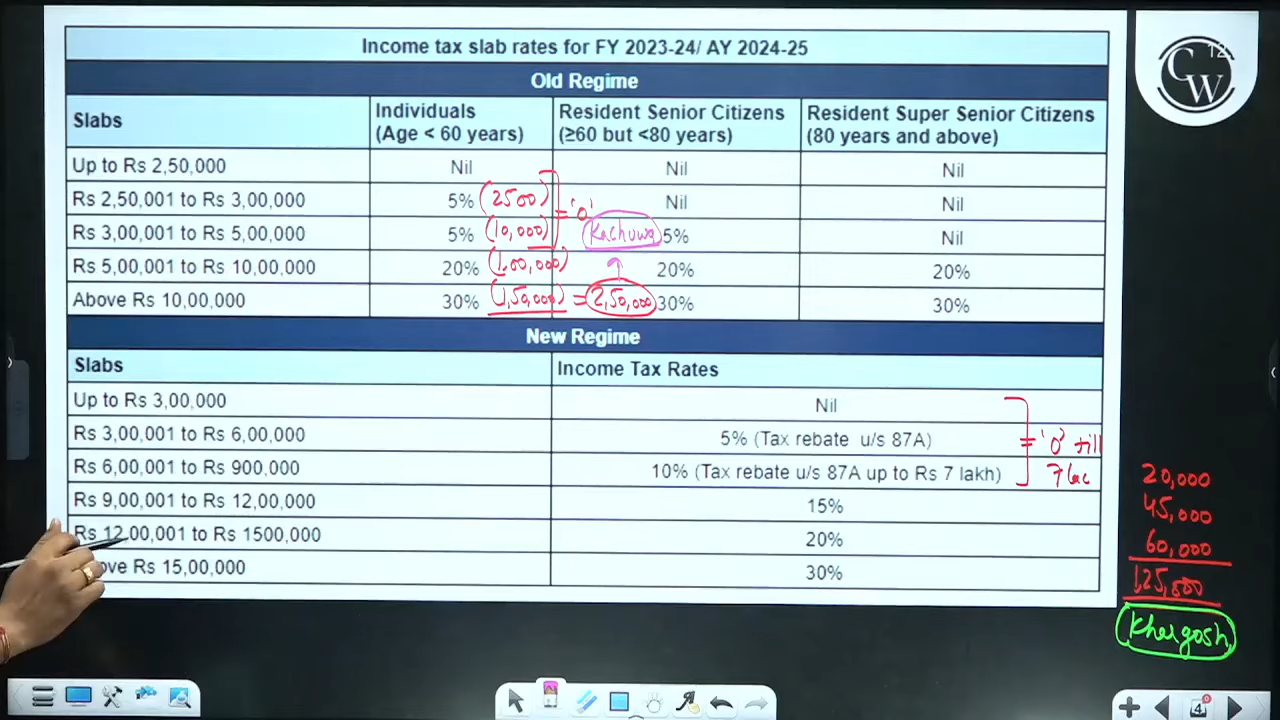 Income tax slab rates for FY 2023-24/ AY 2024-25
Old Regime
Slabs
Individuals
(Age < 60 years)
Resident Senior Citizens
(≥60 but <80 years)
Resident Super Senior Citizens
(80 years and above)
Up to Rs 2,50,000 Nil Nil Nil
Rs 2,50,001 to Rs 3,00,000 5% (2500) Nil Nil
= '0'
Rs 3,00,001 to Rs 5,00,000 5% (10,000) Kachuwa 5% Nil
Rs 5,00,001 to Rs 10,00,000 20% (1,00,000) 20% 20%
Above Rs 10,00,000 30% (1,50,000) = 2,50,000 30% 30%
New Regime
Slabs Income Tax Rates
Up to Rs 3,00,000 Nil
Rs 3,00,001 to Rs 6,00,000 5% (Tax rebate u/s 87A) = '0' till
Rs 6,00,001 to Rs 900,000 10% (Tax rebate u/s 87A up to Rs 7 lakh) 7 lac
Rs 9,00,001 to Rs 12,00,000 15%
Rs 12,00,001 to Rs 1500,000 20%
ove Rs 15,00,000 30%
20,000
45,000
60,000
1,25,000
Khargosh
CW
12
4